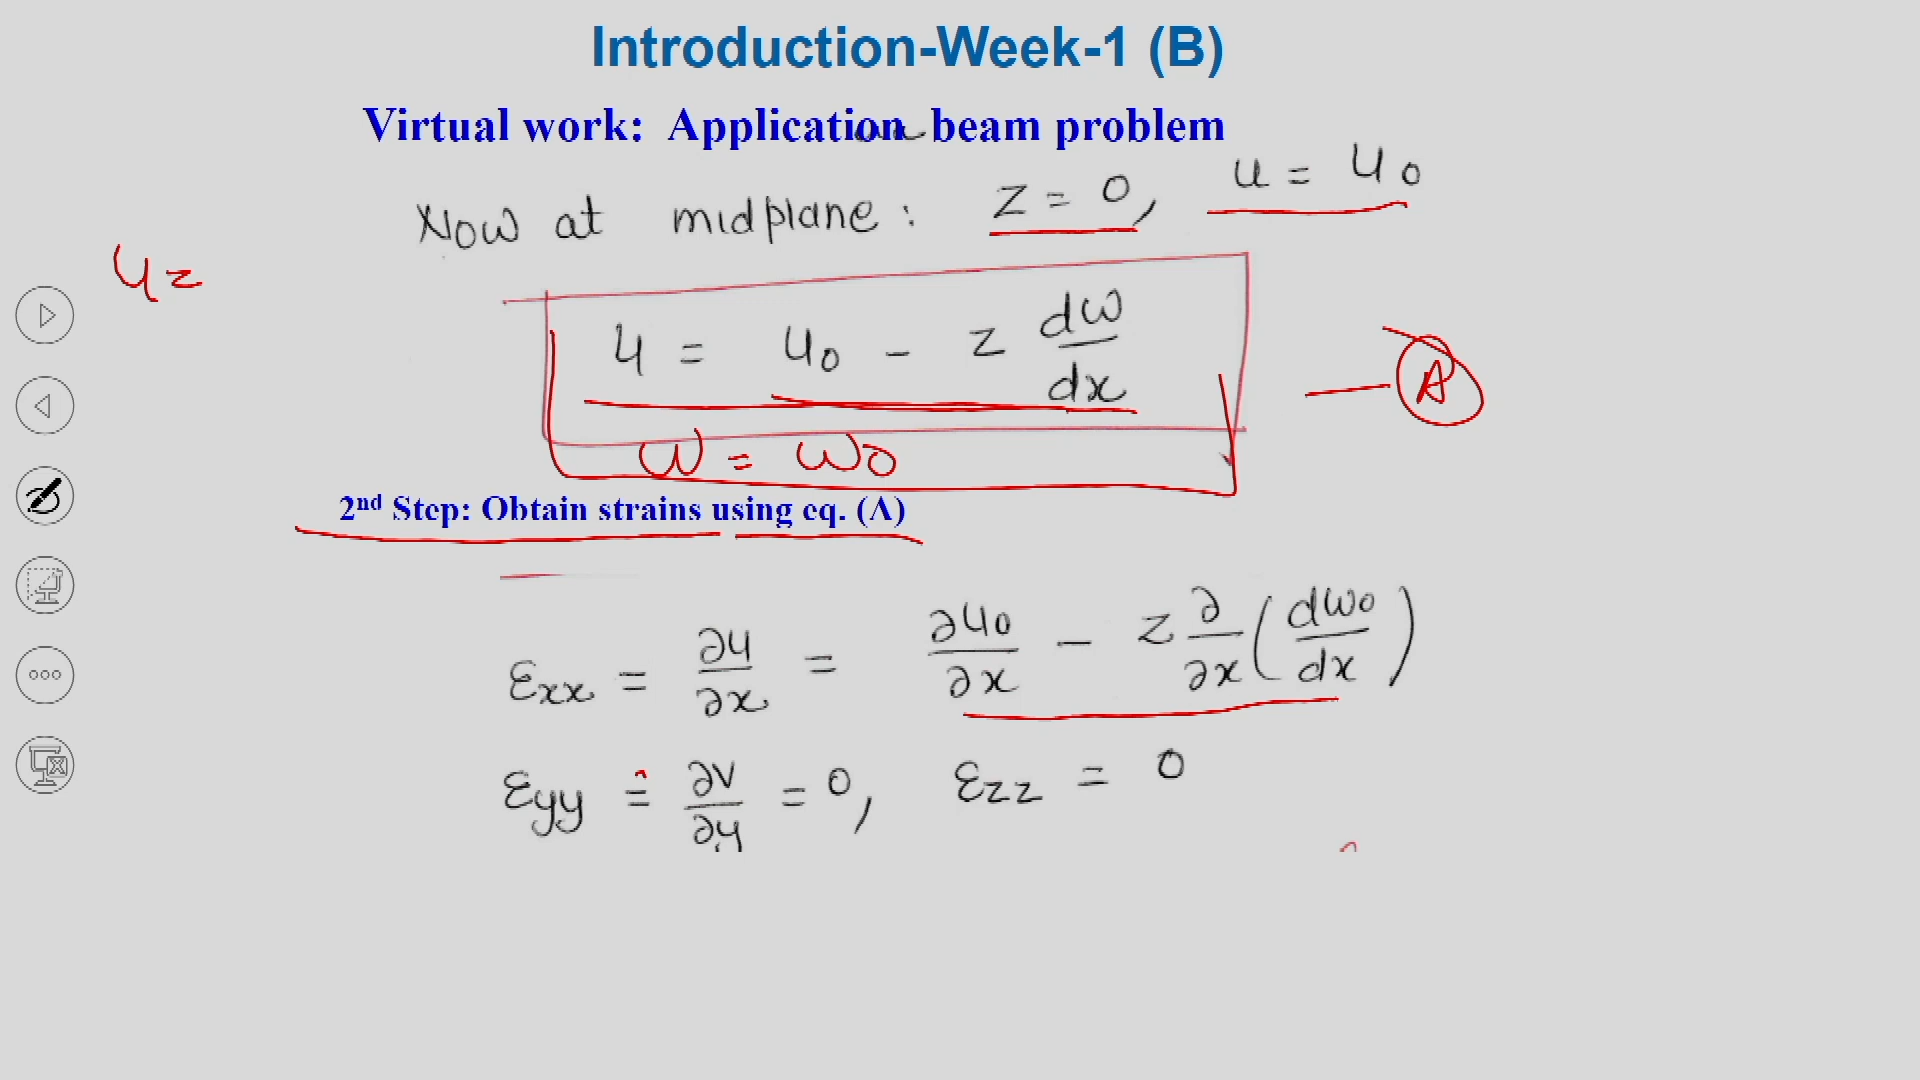 Introduction-Week-1 (B)
Virtual work: Application beam problem
Now at midplane: z = 0, u = u₀
u =
u = u₀ - z dw/dx
— A
w = w₀
2nd Step: Obtain strains using eq. (A)
εxx = ∂u/∂x = ∂u₀/∂x - z ∂/∂x (dw₀/dx)
εyy = ∂v/∂y = 0, εzz = 0